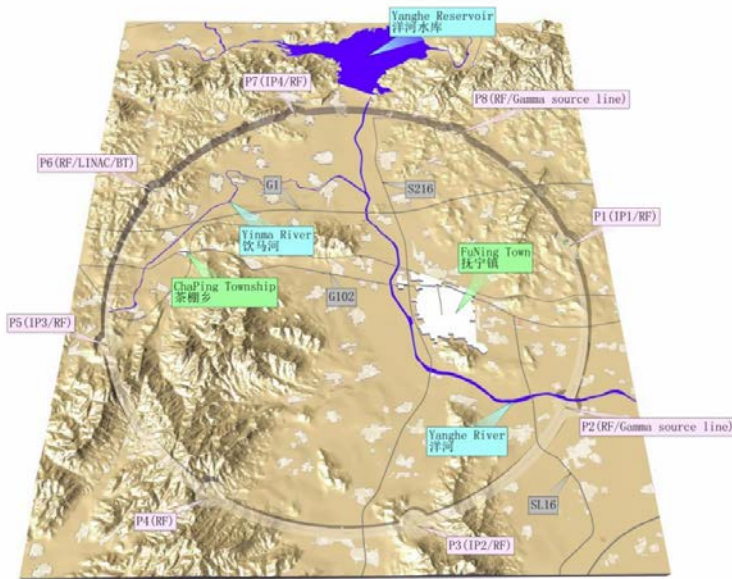 Yanghe Reservoir
洋河水库
P7(IP4/RF)
P8(RF/Gamma source line)
P6(RF/LINAC/BT)
G1
S216
P1(IP1/RF)
Yinma River
饮马河
FuNing Town
抚宁镇
ChaPing Township
茶棚乡
G102
P5(IP3/RF)
Yanghe River
洋河
P2(RF/Gamma source line)
SL16
P4(RF)
P3(IP2/RF)